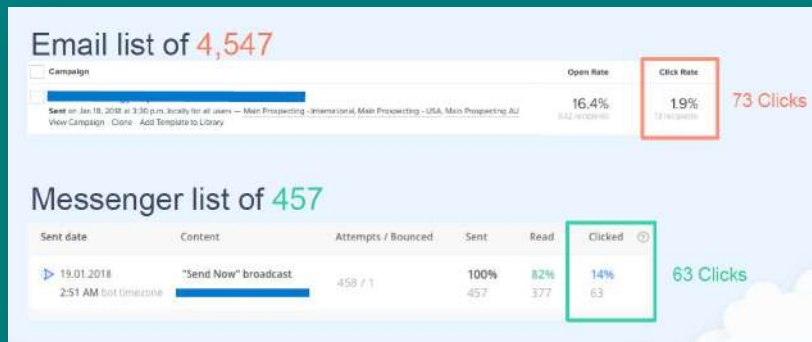 Email list of 4,547
Campaign Open Rate Click Rate
Sent on Jan 18, 2018 at 3:30 p.m. locally for all users — Main Prospecting - International, Main Prospecting - USA, Main Prospecting AU
View Campaign · Clone · Add Template to Library
16.4% 1.9%
recipients recipients
73 Clicks
Messenger list of 457
Sent date Content Attempts / Bounced Sent Read Clicked ?
19.01.2018 "Send Now" broadcast 458 / 1 100% 82% 14%
2:51 AM bot timezone 457 377 63
63 Clicks